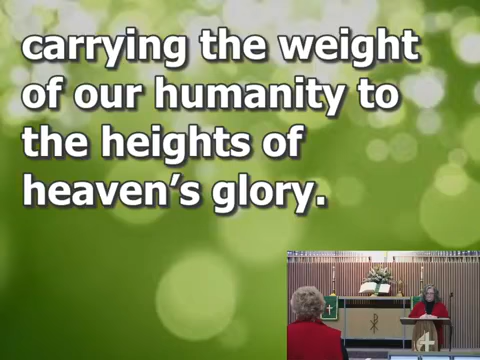 carrying the weight
of our humanity to
the heights of
heaven’s glory.